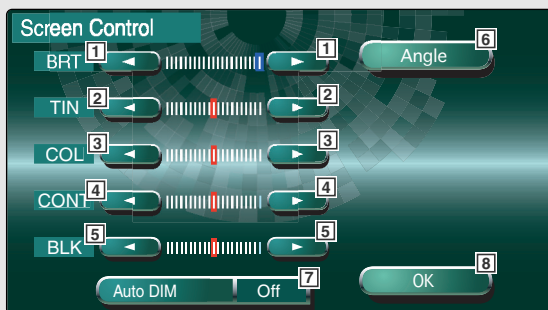 Screen Control
BRT 1 1
Angle 6
TIN 2 2
COL 3 3
CONT 4 4
BLK 5 5
Auto DIM Off 7
OK 8